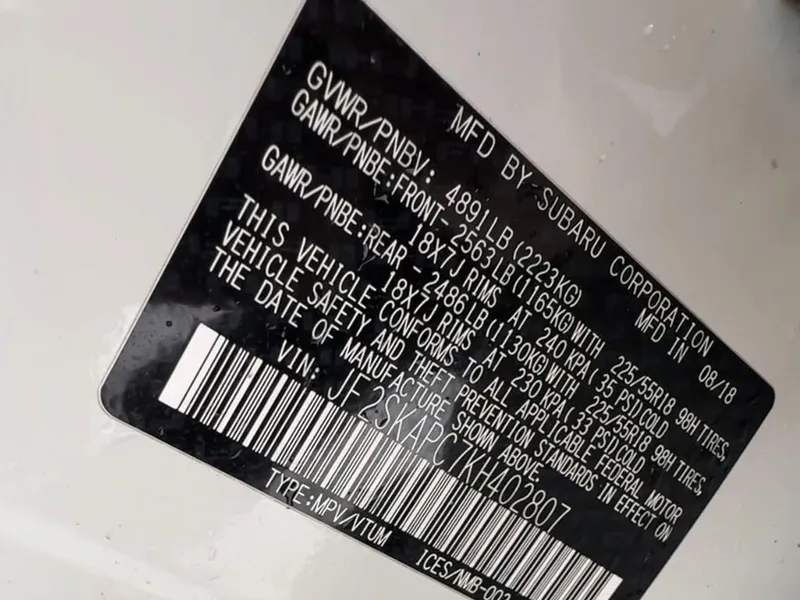 MFD BY SUBARU CORPORATION
MFD IN 08/18
GVWR/PNBV: 4891LB (2223KG)
GAWR/PNBE:FRONT-2563LB(1165KG)WITH 225/55R18 98H TIRES,
18X7J RIMS AT 240 KPA(35 PSI)COLD
GAWR/PNBE:REAR-2486LB(1130KG)WITH 225/55R18, 98H TIRES,
18X7J RIMS AT 230 KPA(33 PSI)COLD
THIS VEHICLE CONFORMS TO ALL APPLICABLE FEDERAL MOTOR
VEHICLE SAFETY AND THEFT PREVENTION STANDARDS IN EFFECT ON
THE DATE OF MANUFACTURE SHOWN ABOVE.
VIN: JF2SKAPC7KH402807
TYPE:MPV/VTUM ICES/NMB-002